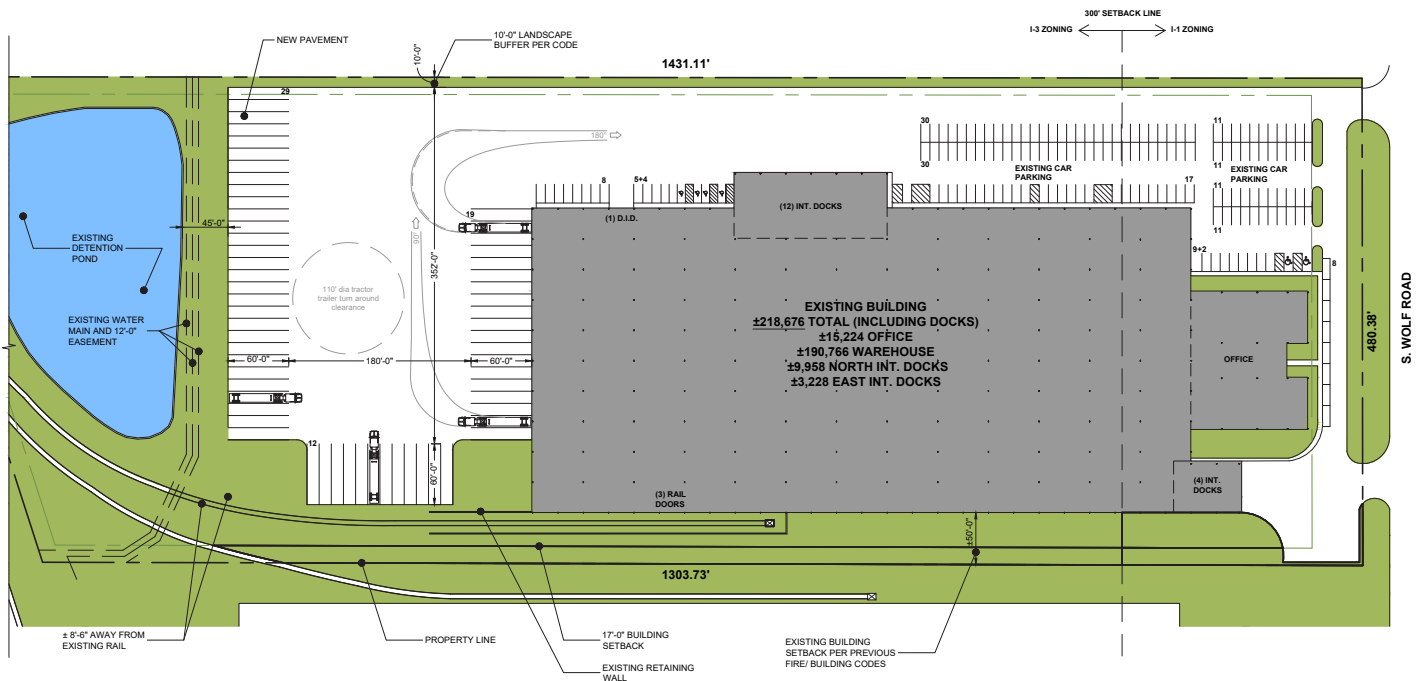 300' SETBACK LINE
I-3 ZONING
I-1 ZONING
NEW PAVEMENT
10'-0" LANDSCAPE
BUFFER PER CODE
10'-0"
1431.11'
29
180°
30
30
11
11
EXISTING CAR
PARKING
EXISTING CAR
PARKING
8
5+4
17
11
11
(12) INT. DOCKS
(1) D.I.D.
19
45'-0"
90°
352'-0"
EXISTING
DETENTION
POND
9+2
8
110' dia tractor
trailer turn around
clearance
EXISTING WATER
MAIN AND 12'-0"
EASEMENT
EXISTING BUILDING
±218,676 TOTAL (INCLUDING DOCKS)
±15,224 OFFICE
±190,766 WAREHOUSE
±9,958 NORTH INT. DOCKS
±3,228 EAST INT. DOCKS
OFFICE
480.38'
S. WOLF ROAD
60'-0"
180'-0"
60'-0"
12
60'-0"
(3) RAIL
DOORS
(4) INT.
DOCKS
±50'-0"
1303.73'
± 8'-6" AWAY FROM
EXISTING RAIL
PROPERTY LINE
17'-0" BUILDING
SETBACK
EXISTING RETAINING
WALL
EXISTING BUILDING
SETBACK PER PREVIOUS
FIRE/ BUILDING CODES